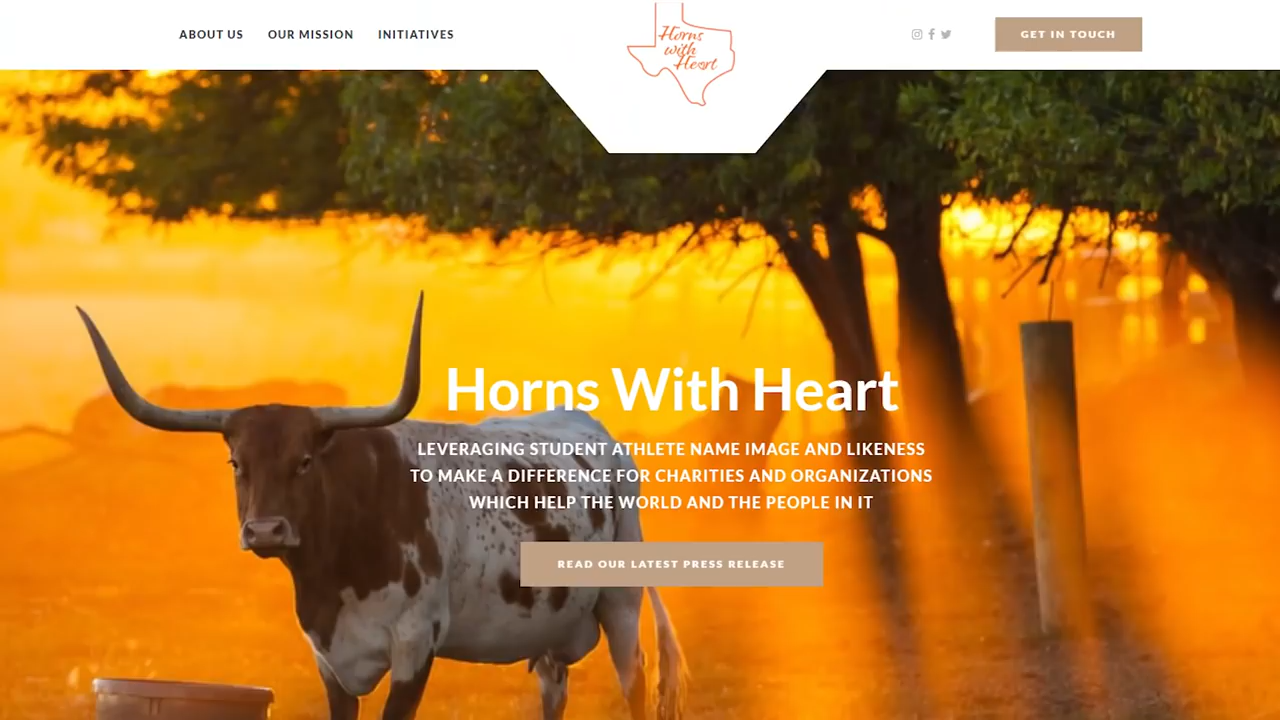 ABOUT US
OUR MISSION
INITIATIVES
Horns
with
Heart
GET IN TOUCH
Horns With Heart
LEVERAGING STUDENT ATHLETE NAME IMAGE AND LIKENESS
TO MAKE A DIFFERENCE FOR CHARITIES AND ORGANIZATIONS
WHICH HELP THE WORLD AND THE PEOPLE IN IT
READ OUR LATEST PRESS RELEASE